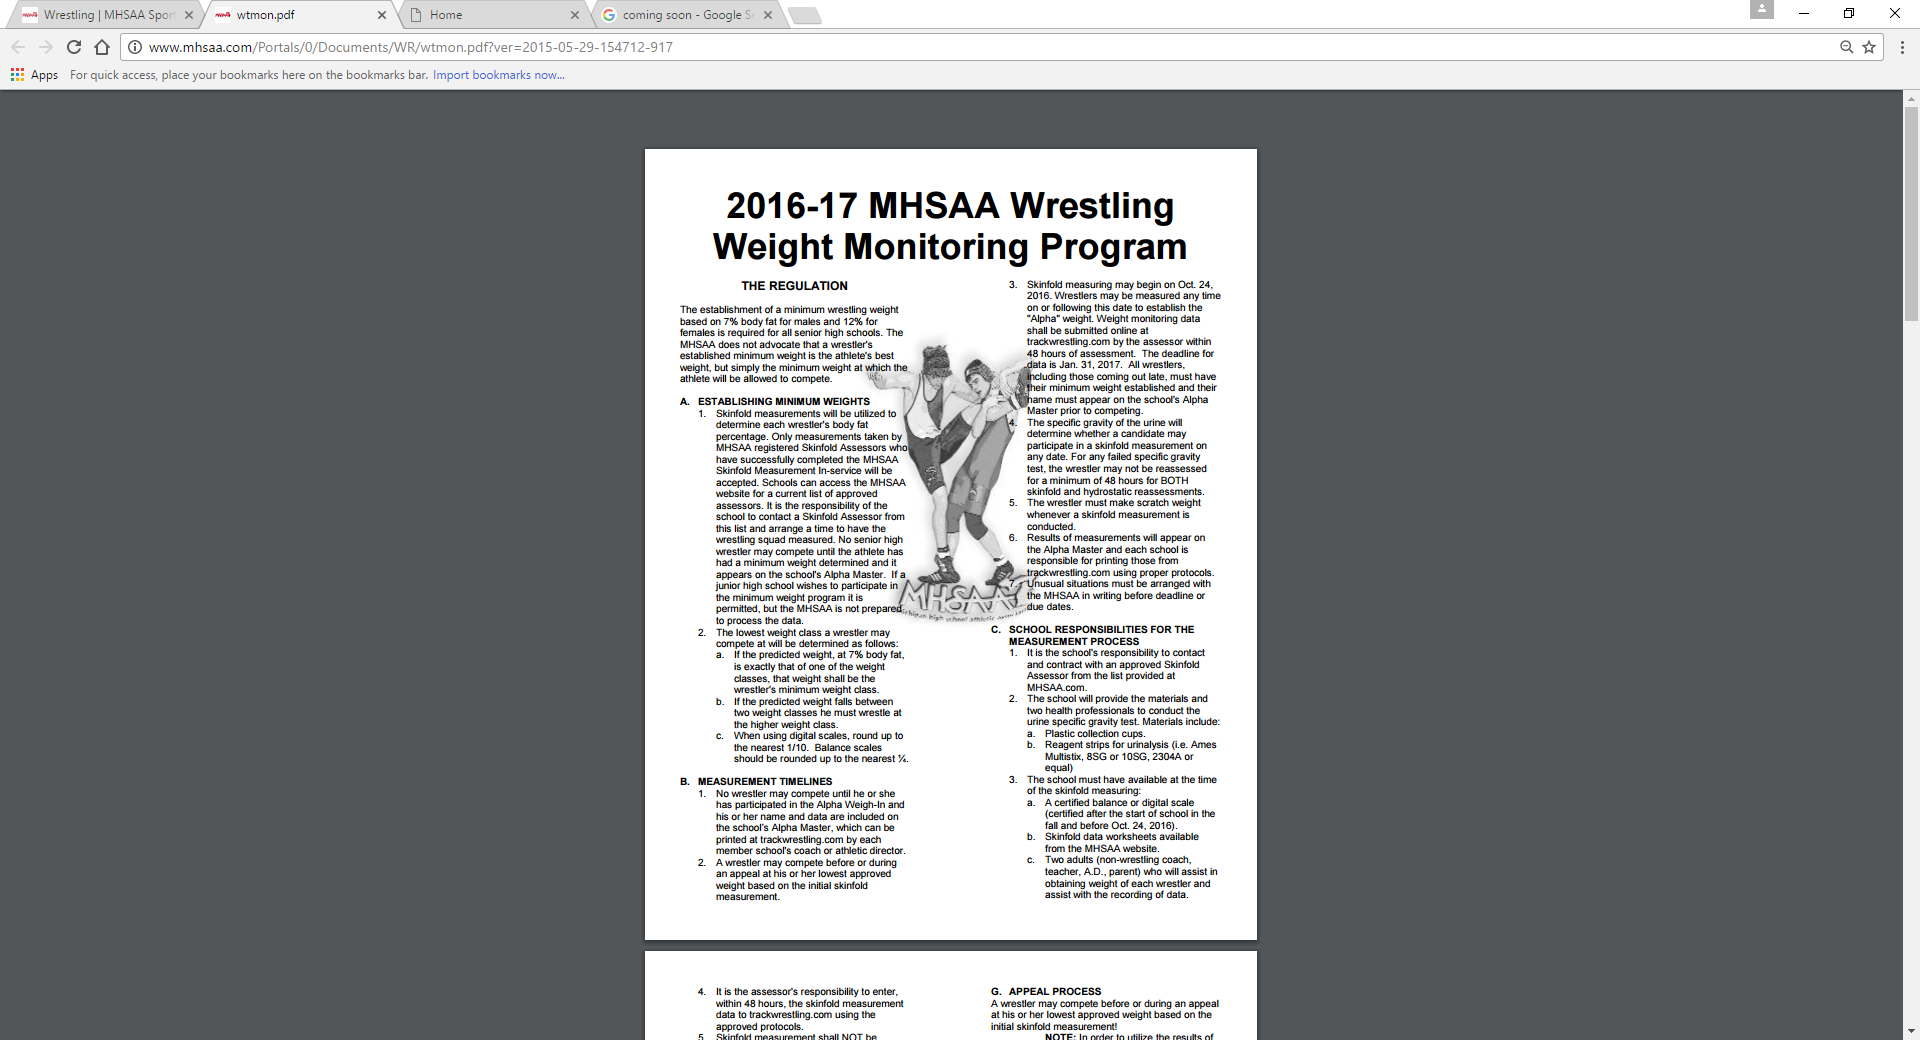 Wrestling | MHSAA Sport
wtmon.pdf
Home
coming soon - Google Se
www.mhsaa.com/Portals/0/Documents/WR/wtmon.pdf?ver=2015-05-29-154712-917
Apps For quick access, place your bookmarks here on the bookmarks bar. Import bookmarks now...
2016-17 MHSAA Wrestling
Weight Monitoring Program
THE REGULATION
The establishment of a minimum wrestling weight
based on 7% body fat for males and 12% for
females is required for all senior high schools. The
MHSAA does not advocate that a wrestler's
established minimum weight is the athlete's best
weight, but simply the minimum weight at which the
athlete will be allowed to compete.
A. ESTABLISHING MINIMUM WEIGHTS
1. Skinfold measurements will be utilized to
determine each wrestler's body fat
percentage. Only measurements taken by
MHSAA registered Skinfold Assessors who
have successfully completed the MHSAA
Skinfold Measurement In-service will be
accepted. Schools can access the MHSAA
website for a current list of approved
assessors. It is the responsibility of the
school to contact a Skinfold Assessor from
this list and arrange a time to have the
wrestling squad measured. No senior high
wrestler may compete until the athlete has
had a minimum weight determined and it
appears on the school's Alpha Master. If a
junior high school wishes to participate in
the minimum weight program it is
permitted, but the MHSAA is not prepared
to process the data.
2. The lowest weight class a wrestler may
compete at will be determined as follows:
a. If the predicted weight, at 7% body fat,
is exactly that of one of the weight
classes, that weight shall be the
wrestler's minimum weight class.
b. If the predicted weight falls between
two weight classes he must wrestle at
the higher weight class.
c. When using digital scales, round up to
the nearest 1/10. Balance scales
should be rounded up to the nearest ¼.
B. MEASUREMENT TIMELINES
1. No wrestler may compete until he or she
has participated in the Alpha Weigh-In and
his or her name and data are included on
the school's Alpha Master, which can be
printed at trackwrestling.com by each
member school's coach or athletic director.
2. A wrestler may compete before or during
an appeal at his or her lowest approved
weight based on the initial skinfold
measurement.
3. Skinfold measuring may begin on Oct. 24,
2016. Wrestlers may be measured any time
on or following this date to establish the
"Alpha" weight. Weight monitoring data
shall be submitted online at
trackwrestling.com by the assessor within
48 hours of assessment. The deadline for
data is Jan. 31, 2017. All wrestlers,
including those coming out late, must have
their minimum weight established and their
name must appear on the school's Alpha
Master prior to competing.
4. The specific gravity of the urine will
determine whether a candidate may
participate in a skinfold measurement on
any date. For any failed specific gravity
test, the wrestler may not be reassessed
for a minimum of 48 hours for BOTH
skinfold and hydrostatic reassessments.
5. The wrestler must make scratch weight
whenever a skinfold measurement is
conducted.
6. Results of measurements will appear on
the Alpha Master and each school is
responsible for printing those from
trackwrestling.com using proper protocols.
7. Unusual situations must be arranged with
the MHSAA in writing before deadline or
due dates.
MHSAA
C. SCHOOL RESPONSIBILITIES FOR THE
MEASUREMENT PROCESS
1. It is the school's responsibility to contact
and contract with an approved Skinfold
Assessor from the list provided at
MHSAA.com.
2. The school will provide the materials and
two health professionals to conduct the
urine specific gravity test. Materials include:
a. Plastic collection cups.
b. Reagent strips for urinalysis (i.e. Ames
Multistix, 8SG or 10SG, 2304A or
equal)
3. The school must have available at the time
of the skinfold measuring:
a. A certified balance or digital scale
(certified after the start of school in the
fall and before Oct. 24, 2016).
b. Skinfold data worksheets available
from the MHSAA website.
c. Two adults (non-wrestling coach,
teacher, A.D., parent) who will assist in
obtaining weight of each wrestler and
assist with the recording of data.
4. It is the assessor's responsibility to enter,
within 48 hours, the skinfold measurement
data to trackwrestling.com using the
approved protocols.
5. Skinfold measurement shall NOT be
G. APPEAL PROCESS
A wrestler may compete before or during an appeal
at his or her lowest approved weight based on the
initial skinfold measurement!
NOTE: In order to utilize the results of